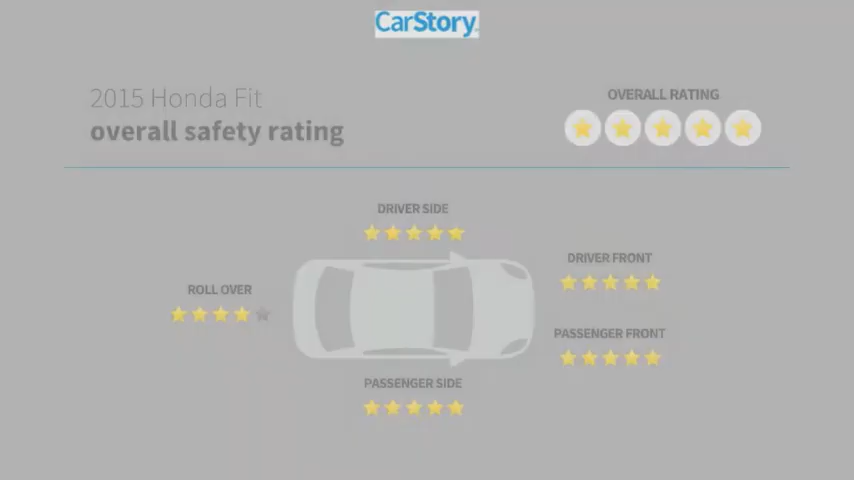 CarStory
2015 Honda Fit
overall safety rating
OVERALL RATING
DRIVER SIDE
DRIVER FRONT
ROLL OVER
PASSENGER FRONT
PASSENGER SIDE